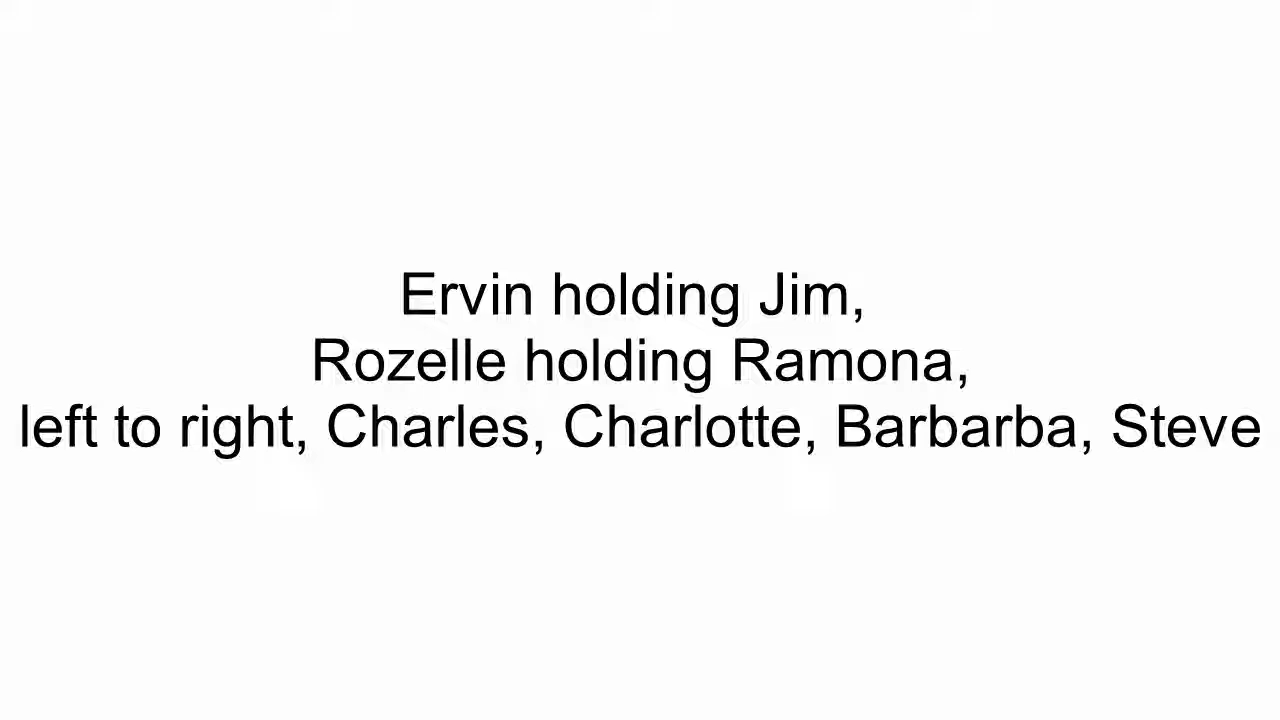 Ervin holding Jim,
Rozelle holding Ramona,
left to right, Charles, Charlotte, Barbarba, Steve